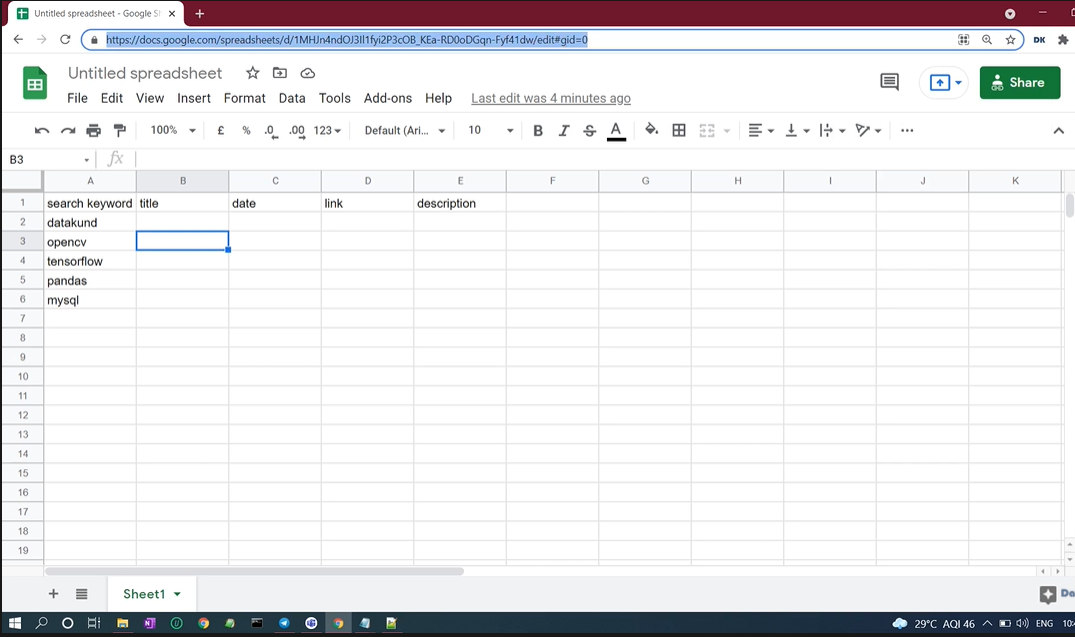 Untitled spreadsheet - Google Sh
https://docs.google.com/spreadsheets/d/1MHJn4ndOJ3Il1fyi2P3cOB_KEa-RD0oDGqn-Fyf41dw/edit#gid=0
DK
Untitled spreadsheet
File Edit View Insert Format Data Tools Add-ons Help Last edit was 4 minutes ago
Share
100% £ % .0 .00 123 Default (Ari... 10 B I S A
B3 fx
A B C D E F G H I J K
1 search keyword title date link description
2 datakund
3 opencv
4 tensorflow
5 pandas
6 mysql
7
8
9
10
11
12
13
14
15
16
17
18
19
Sheet1
29°C AQI 46 ENG